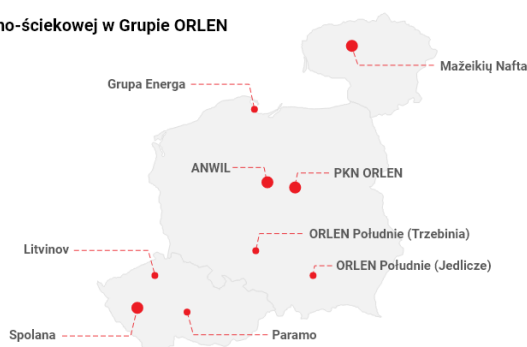 no-ściekowej w Grupie ORLEN
Mažeikių Nafta
Grupa Energa
ANWIL
PKN ORLEN
ORLEN Południe (Trzebinia)
Litvinov
ORLEN Południe (Jedlicze)
Spolana
Paramo